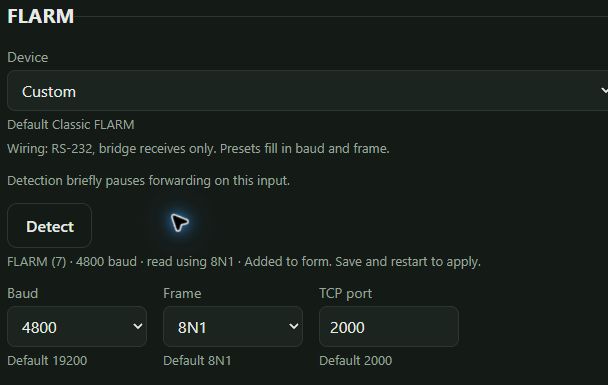 FLARM
Device
Custom
Default Classic FLARM
Wiring: RS-232, bridge receives only. Presets fill in baud and frame.
Detection briefly pauses forwarding on this input.
Detect
FLARM (7) · 4800 baud · read using 8N1 · Added to form. Save and restart to apply.
Baud Frame TCP port
4800 8N1 2000
Default 19200 Default 8N1 Default 2000